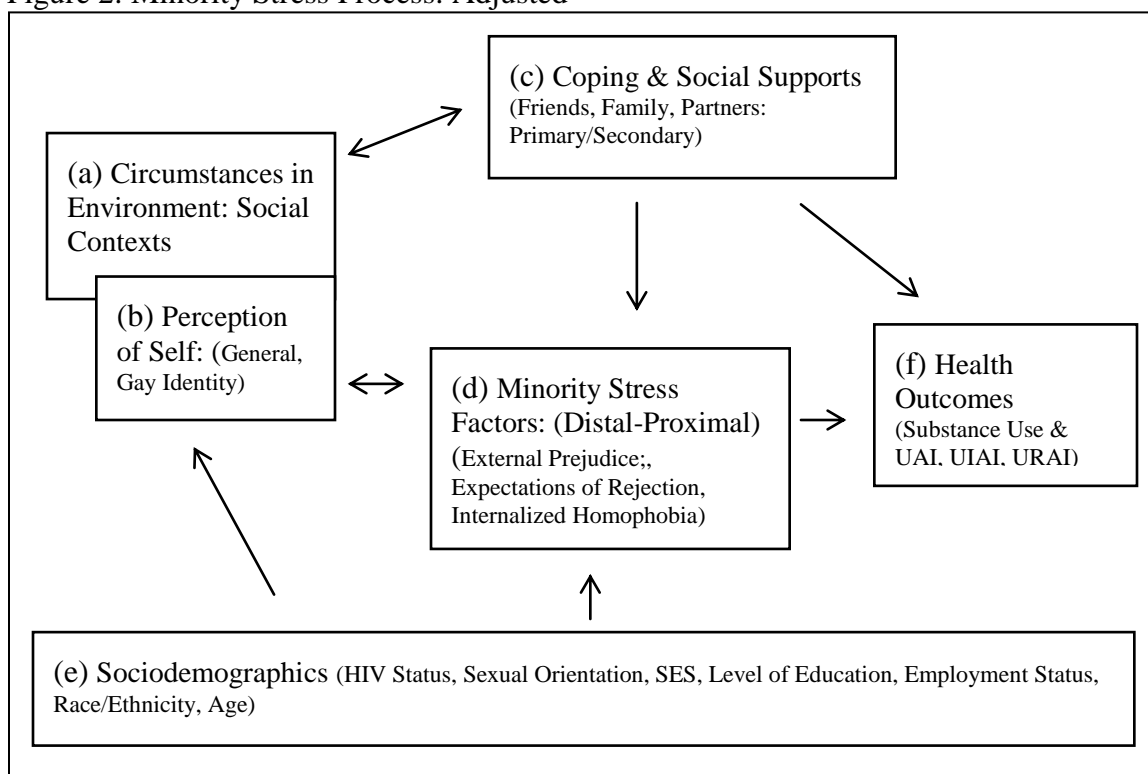 Figure 2: Minority Stress Process: Adjusted
(c) Coping & Social Supports
(Friends, Family, Partners:
Primary/Secondary)
(a) Circumstances in
Environment: Social
Contexts
(b) Perception
of Self: (General,
Gay Identity)
(d) Minority Stress
Factors: (Distal-Proximal)
(External Prejudice;,
Expectations of Rejection,
Internalized Homophobia)
(f) Health
Outcomes
(Substance Use &
UAI, UIAI, URAI)
(e) Sociodemographics (HIV Status, Sexual Orientation, SES, Level of Education, Employment Status,
Race/Ethnicity, Age)